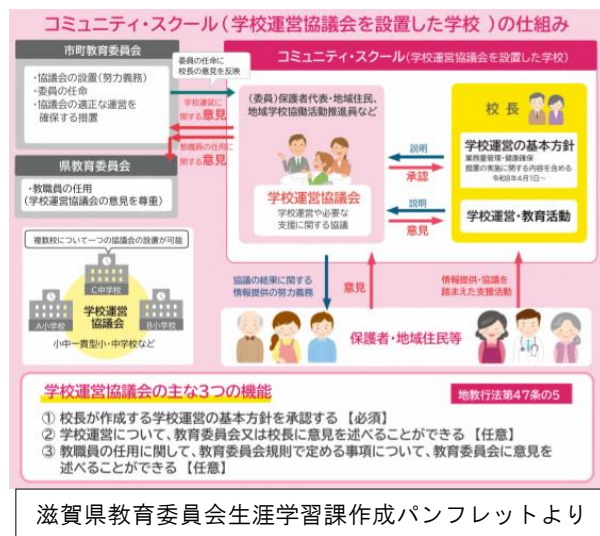 コミュニティ・スクール(学校運営協議会を設置した学校 )の仕組み
市町教育委員会
・協議会の設置(努力義務)
・委員の任命
・協議会の適正な運営を
確保する措置
委員の任命に
校長の意見を反映
学校運営に
関する意見
教職員の任用に
関する意見
県教育委員会
・教職員の任用
(学校運営協議会の意見を尊重)
コミュニティ・スクール(学校運営協議会を設置した学校)
(委員)保護者代表・地域住民、
地域学校協働活動推進員など
学校運営協議会
学校運営や必要な
支援に関する協議
説明
承認
説明
意見
校 長
学校運営の基本方針
業務量管理・健康確保
措置の実施に関する内容を含める
令和8年4月1日~
学校運営・教育活動
複数校について一つの協議会の設置が可能
C中学校
A小学校
B小学校
学校運営
協議会
小中一貫型小・中学校など
協議の結果に関する
情報提供の努力義務
意見
情報提供・協議を
踏まえた支援活動
保護者・地域住民等
学校運営協議会の主な3つの機能
地教行法第47条の5
① 校長が作成する学校運営の基本方針を承認する 【必須】
② 学校運営について、教育委員会又は校長に意見を述べることができる 【任意】
③ 教職員の任用に関して、教育委員会規則で定める事項について、教育委員会に意見を
述べることができる 【任意】
滋賀県教育委員会生涯学習課作成パンフレットより